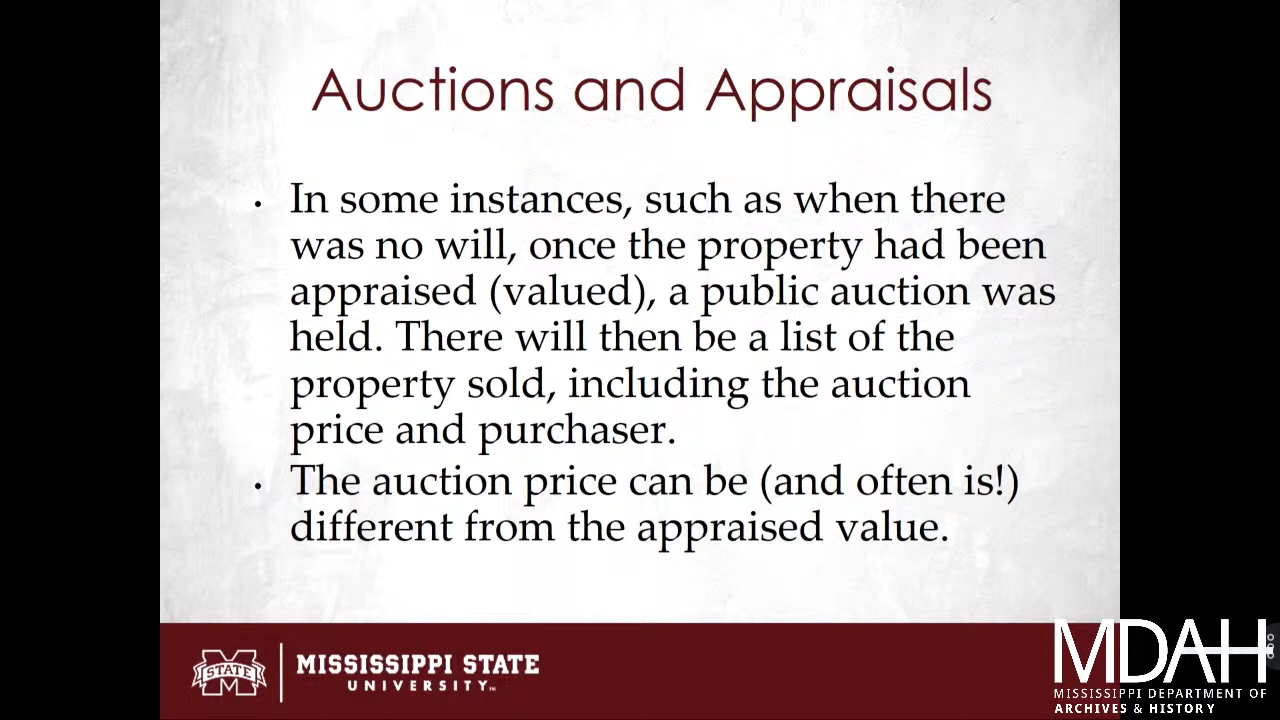 Auctions and Appraisals
• In some instances, such as when there
was no will, once the property had been
appraised (valued), a public auction was
held. There will then be a list of the
property sold, including the auction
price and purchaser.
• The auction price can be (and often is!)
different from the appraised value.
STATE
MISSISSIPPI STATE
UNIVERSITY™
MDAH
MISSISSIPPI DEPARTMENT OF
ARCHIVES & HISTORY